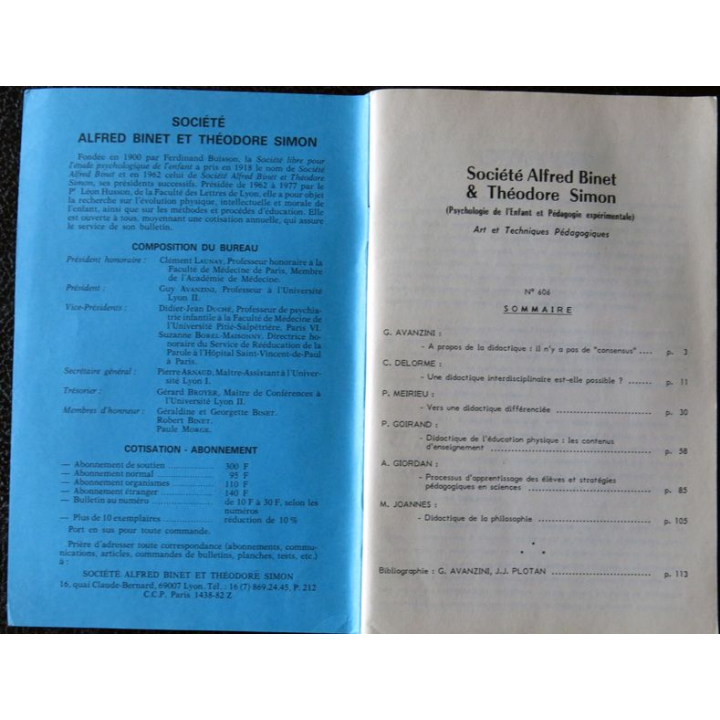 SOCIÉTÉ
ALFRED BINET ET THÉODORE SIMON
Fondée en 1900 par Ferdinand Buisson, la Société libre pour
l'étude psychologique de l'enfant a pris en 1918 le nom de Société
Alfred Binet et en 1962 celui de Société Alfred Binet et Théodore
Simon, ses présidents successifs. Présidée de 1962 à 1977 par le
Pr Léon Husson, de la Faculté des Lettres de Lyon, elle a pour objet
la recherche sur l'évolution physique, intellectuelle et morale de
l'enfant, ainsi que sur les méthodes et procédés d'éducation. Elle
est ouverte à tous, moyennant une cotisation annuelle, qui assure
le service de son bulletin.
COMPOSITION DU BUREAU
Président honoraire : Clément LAUNAY, Professeur honoraire à la
Faculté de Médecine de Paris, Membre
de l'Académie de Médecine.
Président : Guy AVANZINI, Professeur à l'Université
Lyon II.
Vice-Présidents : Didier-Jean DUCHÉ, Professeur de psychia-
trie infantile à la Faculté de Médecine de
l'Université Pitié-Salpétrière, Paris VI.
Suzanne BOREL-MAISONNY, Directrice ho-
noraire du Service de Rééducation de la
Parole à l'Hôpital Saint-Vincent-de-Paul
à Paris.
Secrétaire général : Pierre ARNAUD, Maître-Assistant à l'Univer-
sité Lyon I.
Trésorier : Gérard BROYER, Maître de Conférences à
l'Université Lyon II.
Membres d'honneur : Géraldine et Georgette BINET.
Robert BINET.
Paule MORGE.
COTISATION - ABONNEMENT
— Abonnement de soutien 300 F
— Abonnement normal 95 F
— Abonnement organismes 110 F
— Abonnement étranger 140 F
— Bulletin au numéro de 10 F à 30 F, selon les
numéros
— Plus de 10 exemplaires réduction de 10 %
Port en sus pour toute commande.
Prière d'adresser toute correspondance (abonnements, commu-
nications, articles, commandes de bulletins, planches, tests, etc.)
à :
SOCIÉTÉ ALFRED BINET ET THÉODORE SIMON
16, quai Claude-Bernard, 69007 Lyon. Tél. : 16 (7) 869.24.45, P. 212
C.C.P. Paris 1438-82 Z
Société Alfred Binet
& Théodore Simon
(Psychologie de l'Enfant et Pédagogie expérimentale)
Art et Techniques Pédagogiques
N° 606
SOMMAIRE
G. AVANZINI :
- A propos de la didactique : il n'y a pas de "consensus" .... p. 3
C. DELORME :
- Une didactique interdisciplinaire est-elle possible ? p. 11
P. MEIRIEU :
- Vers une didactique différenciée p. 30
P. GOIRAND :
- Didactique de l'éducation physique : les contenus
d'enseignement p. 58
A. GIORDAN :
- Processus d'apprentissage des élèves et stratégies
pédagogiques en sciences p. 85
M. JOANNES :
- Didactique de la philosophie p. 105
* * *
Bibliographie : G. AVANZINI, J.J. PLOTAN p. 113